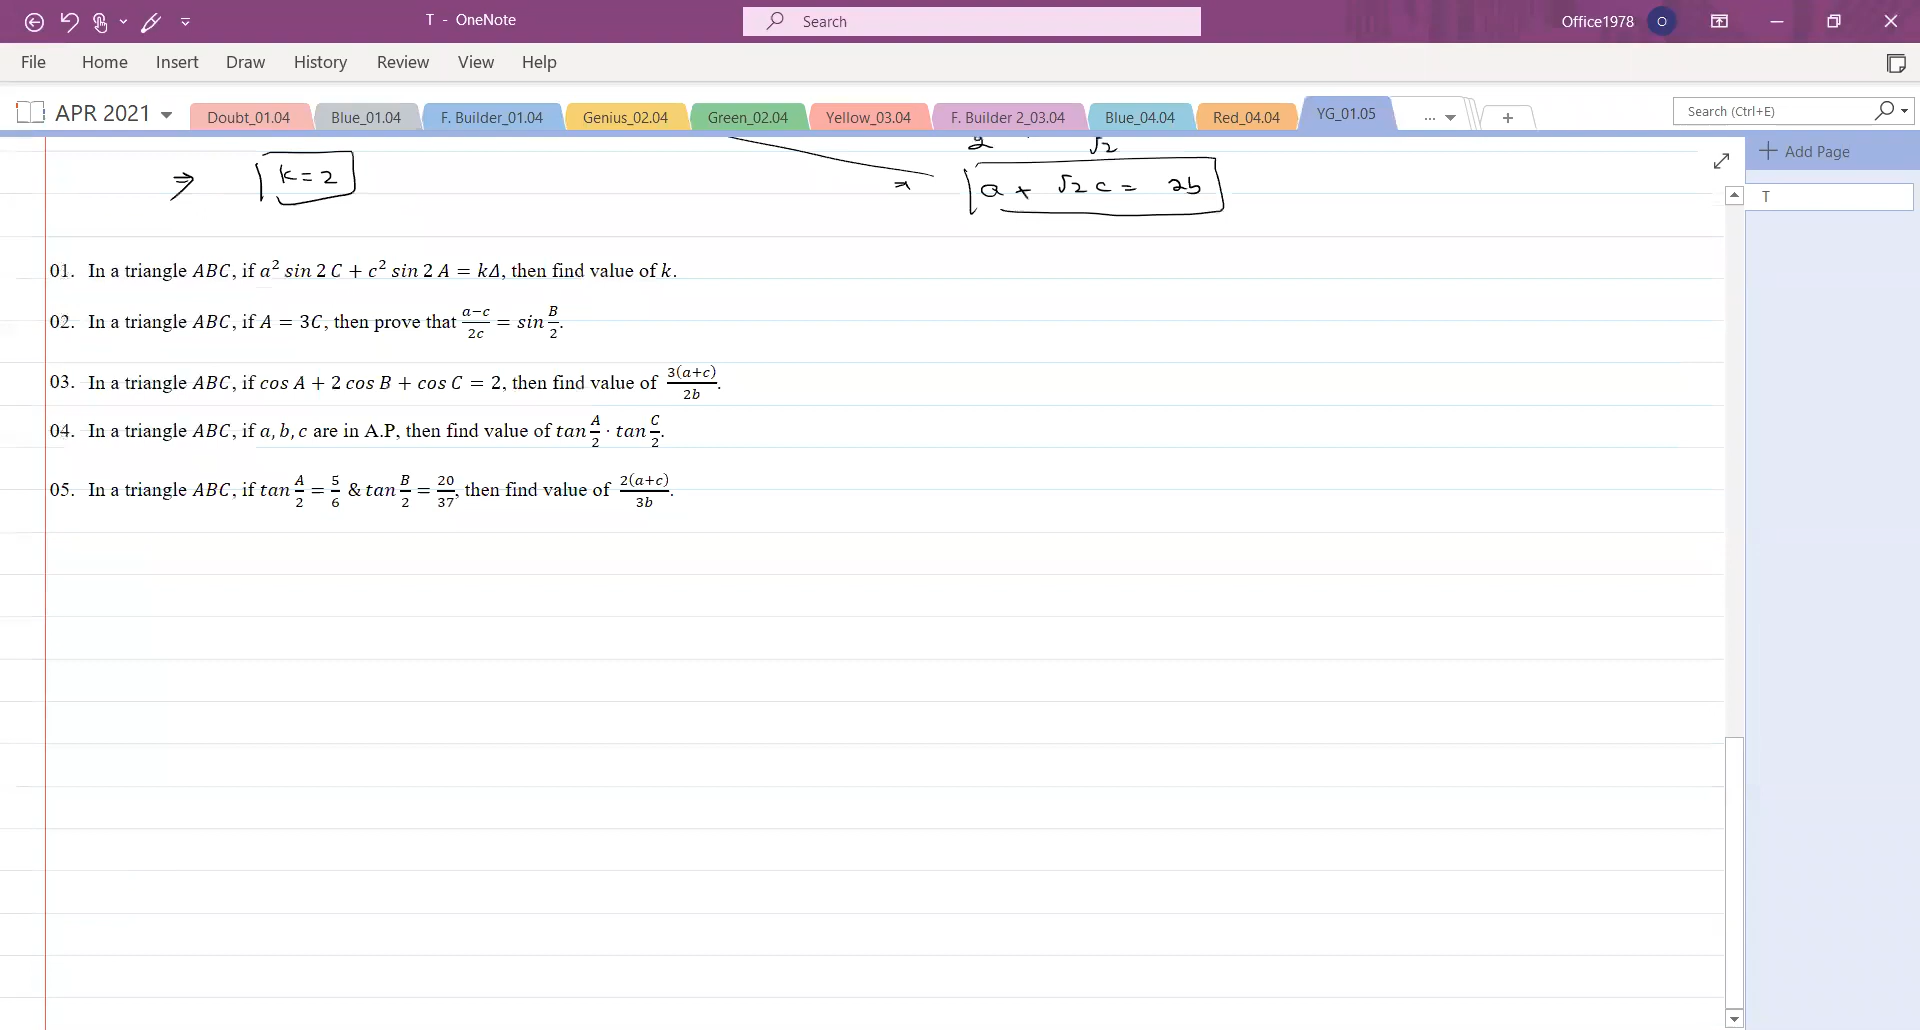 T - OneNote
Search
Office1978
O
File Home Insert Draw History Review View Help
APR 2021
Doubt_01.04 Blue_01.04 F. Builder_01.04 Genius_02.04 Green_02.04 Yellow_03.04 F. Builder 2_03.04 Blue_04.04 Red_04.04 YG_01.05 ... +
Search (Ctrl+E)
Add Page
T
2 √2
⇒ k = 2
⇒ a + √2 c = 2b
01. In a triangle ABC, if a² sin 2 C + c² sin 2 A = kΔ, then find value of k.
02. In a triangle ABC, if A = 3C, then prove that (a−c)/2c = sin B/2.
03. In a triangle ABC, if cos A + 2 cos B + cos C = 2, then find value of 3(a+c)/2b.
04. In a triangle ABC, if a, b, c are in A.P, then find value of tan A/2 · tan C/2.
05. In a triangle ABC, if tan A/2 = 5/6 & tan B/2 = 20/37, then find value of 2(a+c)/3b.